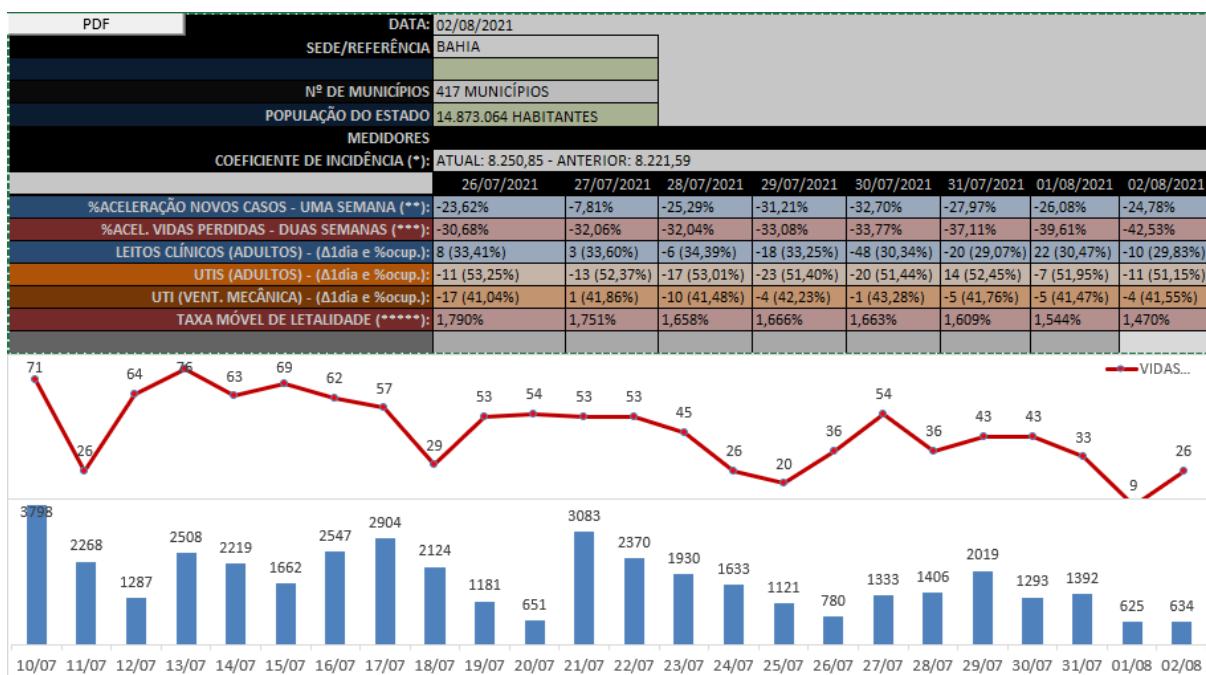 PDF DATA: 02/08/2021
SEDE/REFERÊNCIA BAHIA
Nº DE MUNICÍPIOS 417 MUNICÍPIOS
POPULAÇÃO DO ESTADO 14.873.064 HABITANTES
MEDIDORES
COEFICIENTE DE INCIDÊNCIA (*): ATUAL: 8.250,85 - ANTERIOR: 8.221,59
26/07/2021 27/07/2021 28/07/2021 29/07/2021 30/07/2021 31/07/2021 01/08/2021 02/08/2021
%ACELERAÇÃO NOVOS CASOS - UMA SEMANA (**): -23,62% -7,81% -25,29% -31,21% -32,70% -27,97% -26,08% -24,78%
%ACEL. VIDAS PERDIDAS - DUAS SEMANAS (***): -30,68% -32,06% -32,04% -33,08% -33,77% -37,11% -39,61% -42,53%
LEITOS CLÍNICOS (ADULTOS) - (Δ1dia e %ocup.): 8 (33,41%) 3 (33,60%) -6 (34,39%) -18 (33,25%) -48 (30,34%) -20 (29,07%) 22 (30,47%) -10 (29,83%)
UTIS (ADULTOS) - (Δ1dia e %ocup.): -11 (53,25%) -13 (52,37%) -17 (53,01%) -23 (51,40%) -20 (51,44%) 14 (52,45%) -7 (51,95%) -11 (51,15%)
UTI (VENT. MECÂNICA) - (Δ1dia e %ocup.): -17 (41,04%) 1 (41,86%) -10 (41,48%) -4 (42,23%) -1 (43,28%) -5 (41,76%) -5 (41,47%) -4 (41,55%)
TAXA MÓVEL DE LETALIDADE (*****): 1,790% 1,751% 1,658% 1,666% 1,663% 1,609% 1,544% 1,470%
VIDAS...
71 26 64 76 63 69 62 57 29 53 54 53 53 45 26 20 36 54 36 43 43 33 9 26
3798 2268 1287 2508 2219 1662 2547 2904 2124 1181 651 3083 2370 1930 1633 1121 780 1333 1406 2019 1293 1392 625 634
10/07 11/07 12/07 13/07 14/07 15/07 16/07 17/07 18/07 19/07 20/07 21/07 22/07 23/07 24/07 25/07 26/07 27/07 28/07 29/07 30/07 31/07 01/08 02/08